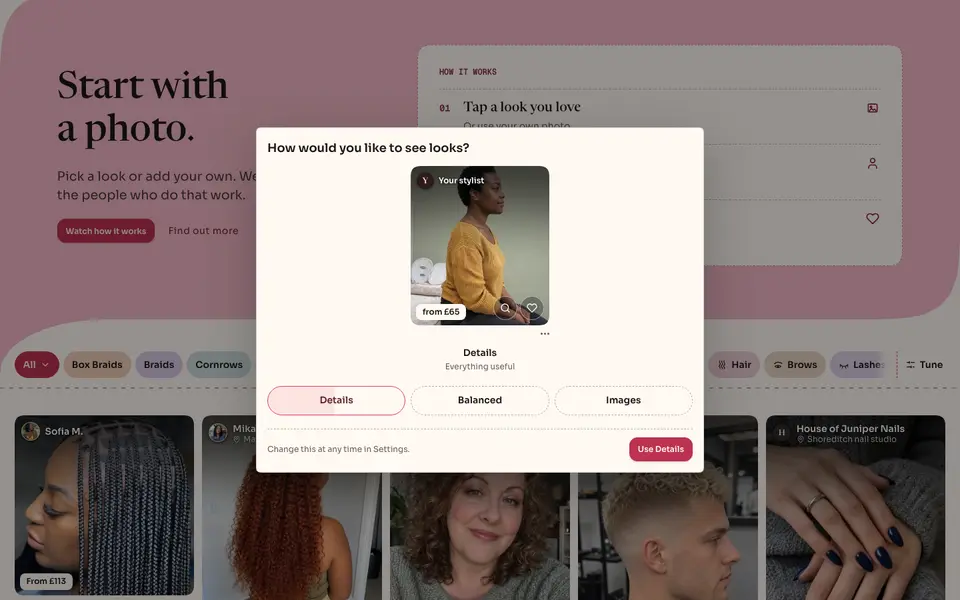 Start with
a photo.
Pick a look or add your own. We
the people who do that work.
Watch how it works
Find out more
HOW IT WORKS
01 Tap a look you love
Or use your own photo
How would you like to see looks?
Y Your stylist
from £65
Details
Everything useful
Details
Balanced
Images
Change this at any time in Settings.
Use Details
All
Box Braids
Braids
Cornrows
Hair
Brows
Lashes
Tune
Sofia M.
From £113
Mika
Ma
H House of Juniper Nails
Shoreditch nail studio